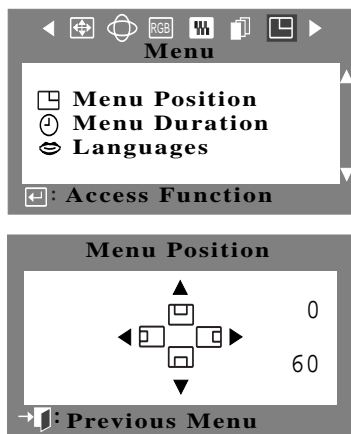 RGB
Menu
Menu Position
Menu Duration
Languages
: Access Function
Menu Position
0
60
: Previous Menu